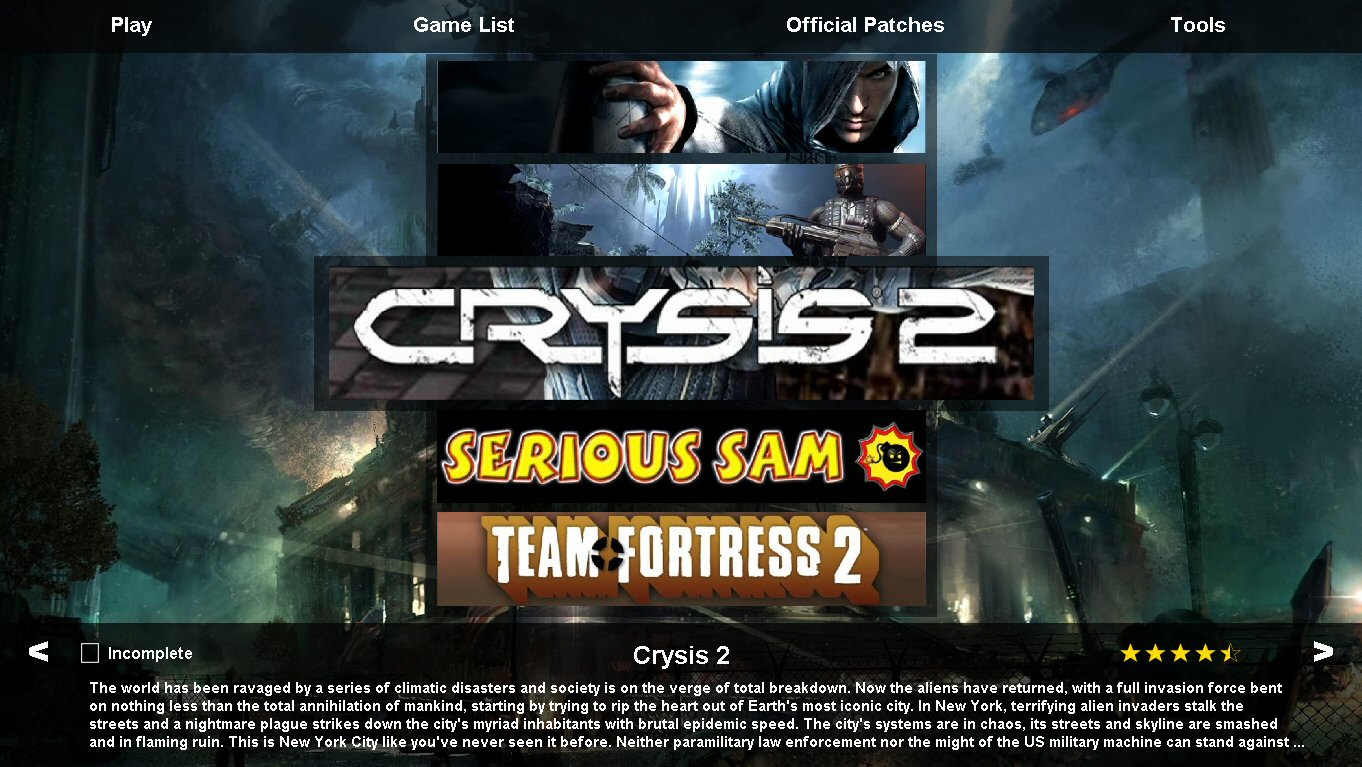 Play Game List Official Patches Tools
CRYSIS 2
SERIOUS SAM
TEAM FORTRESS 2
< Incomplete Crysis 2 >
The world has been ravaged by a series of climatic disasters and society is on the verge of total breakdown. Now the aliens have returned, with a full invasion force bent
on nothing less than the total annihilation of mankind, starting by trying to rip the heart out of Earth's most iconic city. In New York, terrifying alien invaders stalk the
streets and a nightmare plague strikes down the city's myriad inhabitants with brutal epidemic speed. The city's systems are in chaos, its streets and skyline are smashed
and in flaming ruin. This is New York City like you've never seen it before. Neither paramilitary law enforcement nor the might of the US military machine can stand against ...